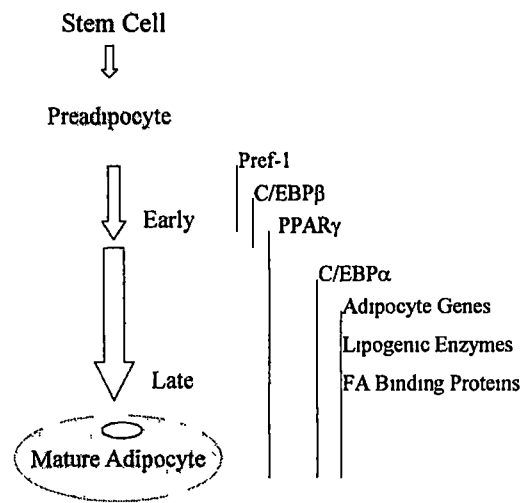 Stem Cell
Preadipocyte
Pref-1
C/EBPβ
Early
PPARγ
C/EBPα
Adipocyte Genes
Lipogenic Enzymes
FA Binding Proteins
Late
Mature Adipocyte